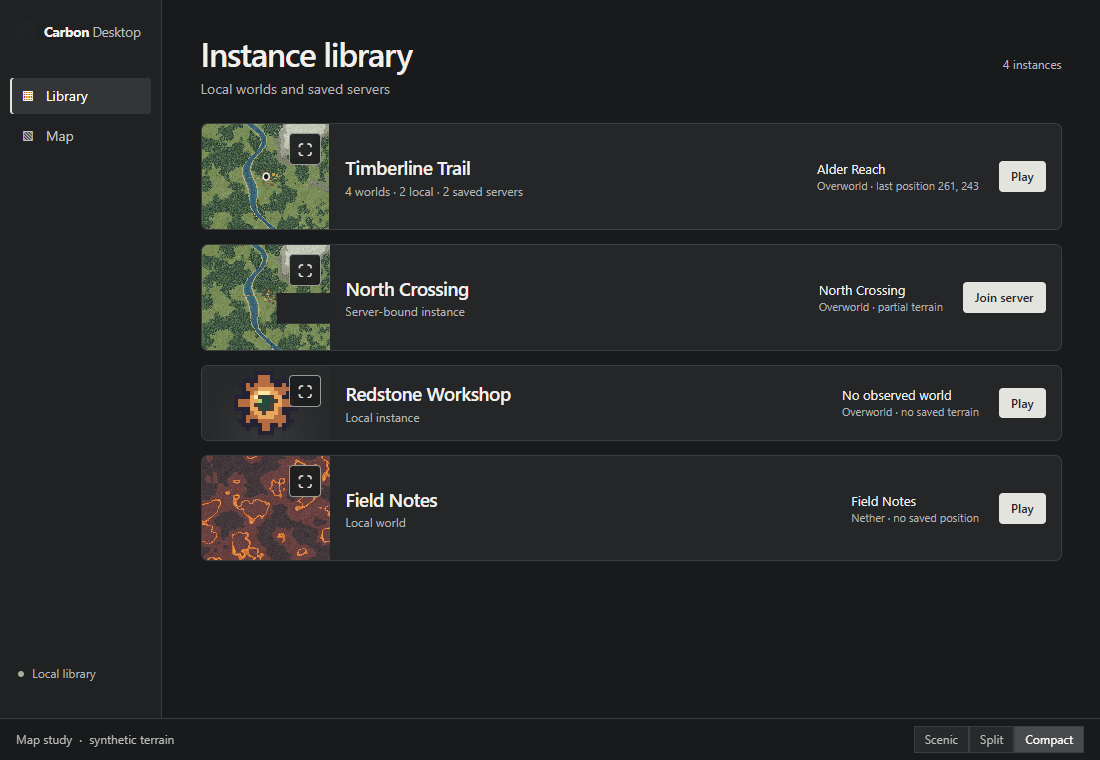 Carbon Desktop
Library
Map
Local library
Instance library
Local worlds and saved servers
4 instances
Timberline Trail
4 worlds · 2 local · 2 saved servers
Alder Reach
Overworld · last position 261, 243
Play
North Crossing
Server-bound instance
North Crossing
Overworld · partial terrain
Join server
Redstone Workshop
Local instance
No observed world
Overworld · no saved terrain
Play
Field Notes
Local world
Field Notes
Nether · no saved position
Play
Map study · synthetic terrain
Scenic
Split
Compact